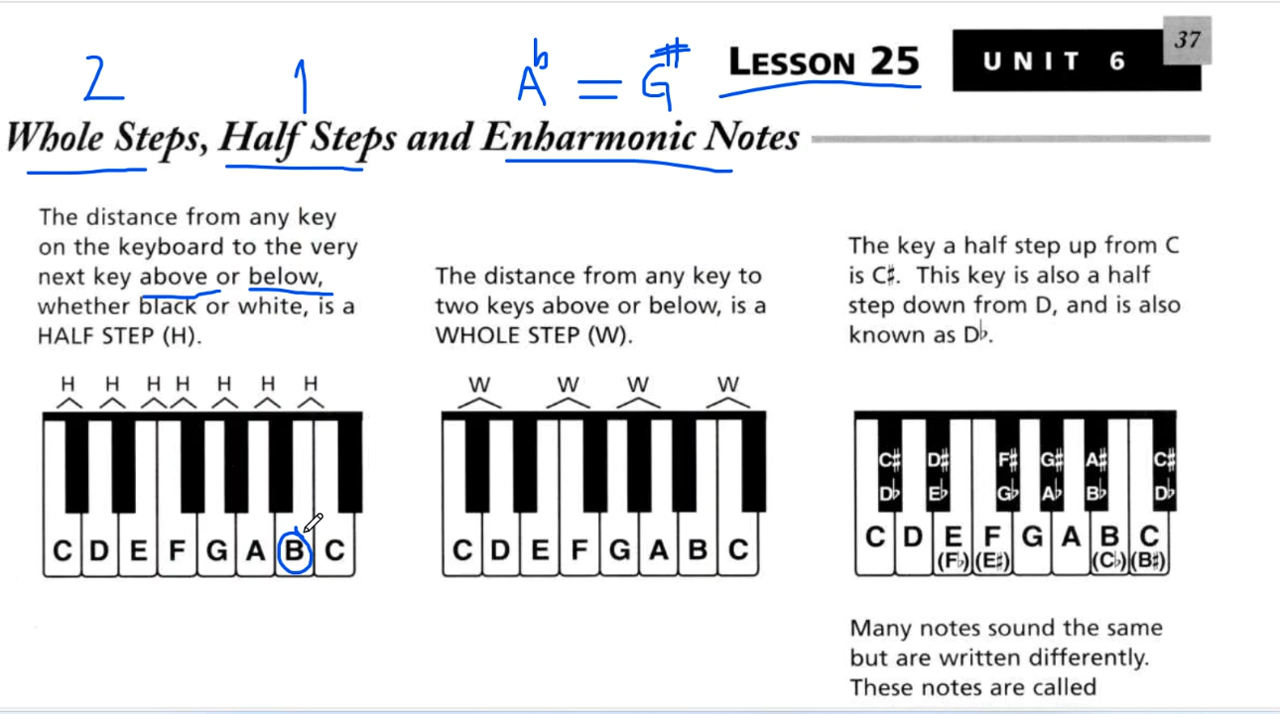 2 1 A♭ = G# LESSON 25 UNIT 6 37
Whole Steps, Half Steps and Enharmonic Notes
The distance from any key
on the keyboard to the very
next key above or below,
whether black or white, is a
HALF STEP (H).
H H H H H H H
C D E F G A B C
The distance from any key to
two keys above or below, is a
WHOLE STEP (W).
W W W W
C D E F G A B C
The key a half step up from C
is C♯. This key is also a half
step down from D, and is also
known as D♭.
C♯ D♯ F♯ G♯ A♯ C♯
D♭ E♭ G♭ A♭ B♭ D♭
C D E F G A B C
(F♭) (E♯) (C♭) (B♯)
Many notes sound the same
but are written differently.
These notes are called